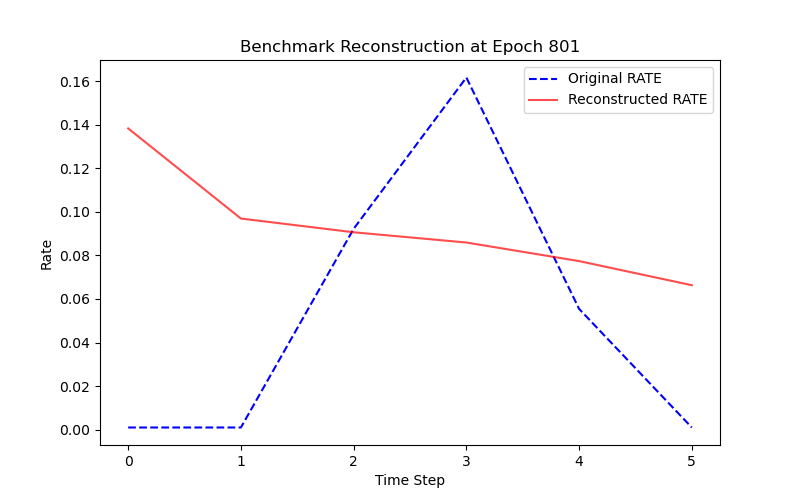 Benchmark Reconstruction at Epoch 801
Original RATE
Reconstructed RATE
Rate
0.16
0.14
0.12
0.10
0.08
0.06
0.04
0.02
0.00
0 1 2 3 4 5
Time Step